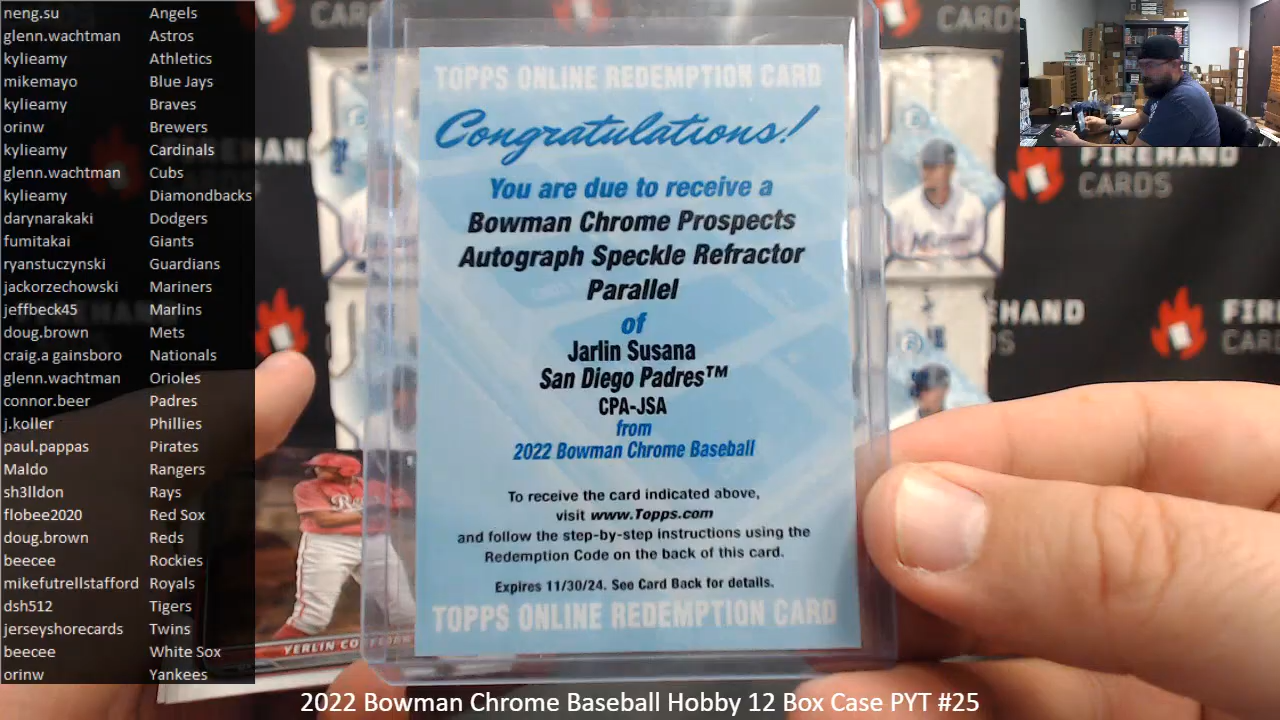 neng.su Angels
glenn.wachtman Astros
kylieamy Athletics
mikemayo Blue Jays
kylieamy Braves
orinw Brewers
kylieamy Cardinals
glenn.wachtman Cubs
kylieamy Diamondbacks
darynarakaki Dodgers
fumitakai Giants
ryanstuczynski Guardians
jackorzechowski Mariners
jeffbeck45 Marlins
doug.brown Mets
craig.a gainsboro Nationals
glenn.wachtman Orioles
connor.beer Padres
j.koller Phillies
paul.pappas Pirates
Maldo Rangers
sh3lldon Rays
flobee2020 Red Sox
doug.brown Reds
beecee Rockies
mikefutrellstafford Royals
dsh512 Tigers
jerseyshorecards Twins
beecee White Sox
orinw Yankees
TOPPS ONLINE REDEMPTION CARD
Congratulations!
You are due to receive a
Bowman Chrome Prospects
Autograph Speckle Refractor
Parallel
of
Jarlin Susana
San Diego Padres™
CPA-JSA
from
2022 Bowman Chrome Baseball
To receive the card indicated above,
visit www.Topps.com
and follow the step-by-step instructions using the
Redemption Code on the back of this card.
Expires 11/30/24. See Card Back for details.
TOPPS ONLINE REDEMPTION CARD
CARDS
FIREHAND
CARDS
FIREHAND
YERLIN
2022 Bowman Chrome Baseball Hobby 12 Box Case PYT #25